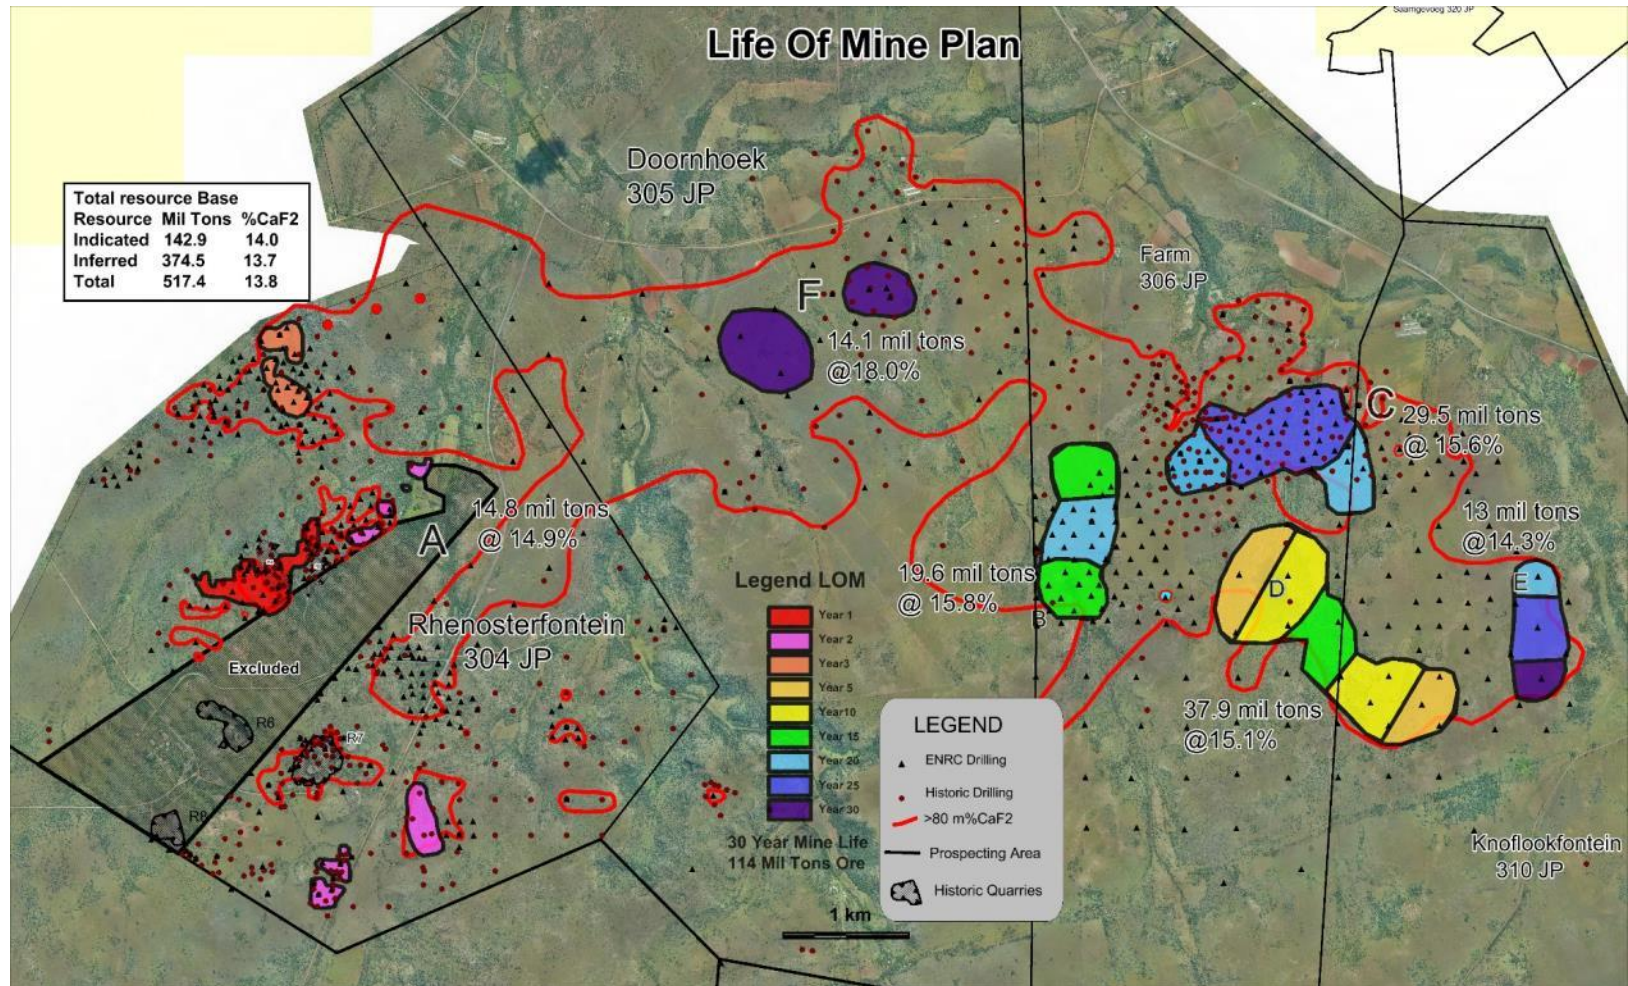 Saamgevoeg 320 JP
Life Of Mine Plan
Doornhoek
305 JP
Total resource Base
Resource Mil Tons %CaF2
Indicated 142.9 14.0
Inferred 374.5 13.7
Total 517.4 13.8
Farm
306 JP
F
14.1 mil tons
@18.0%
C
29.5 mil tons
@ 15.6%
A
14.8 mil tons
@ 14.9%
13 mil tons
@14.3%
E
19.6 mil tons
@ 15.8%
B
D
Rhenosterfontein
304 JP
Excluded
R6
R7
R8
37.9 mil tons
@15.1%
Legend LOM
Year 1
Year 2
Year3
Year 5
Year10
Year 15
Year 20
Year 25
Year 30
30 Year Mine Life
114 Mil Tons Ore
LEGEND
ENRC Drilling
Historic Drilling
>80 m%CaF2
Prospecting Area
Historic Quarries
Knoflookfontein
310 JP
1 km